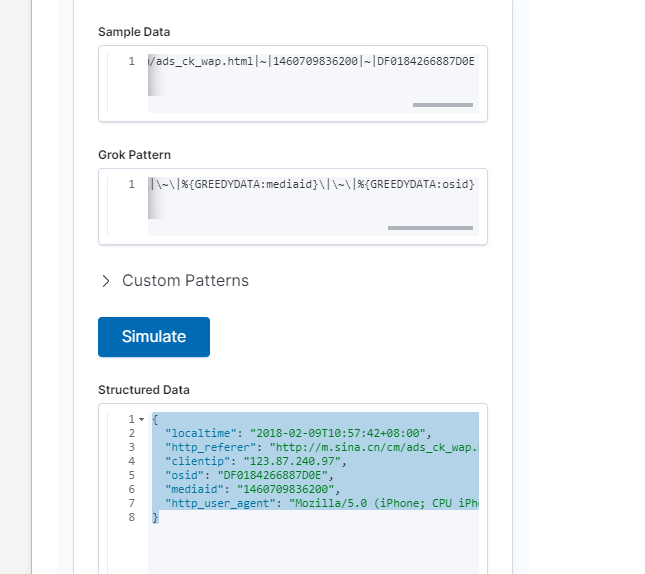 Sample Data
1 /ads_ck_wap.html|~|1460709836200|~|DF0184266887D0E
Grok Pattern
1 |\~\|%{GREEDYDATA:mediaid}\|\~\|%{GREEDYDATA:osid}
Custom Patterns
Simulate
Structured Data
1 {
2 "localtime": "2018-02-09T10:57:42+08:00",
3 "http_referer": "http://m.sina.cn/cm/ads_ck_wap.
4 "clientip": "123.87.240.97",
5 "osid": "DF0184266887D0E",
6 "mediaid": "1460709836200",
7 "http_user_agent": "Mozilla/5.0 (iPhone; CPU iPh
8 }